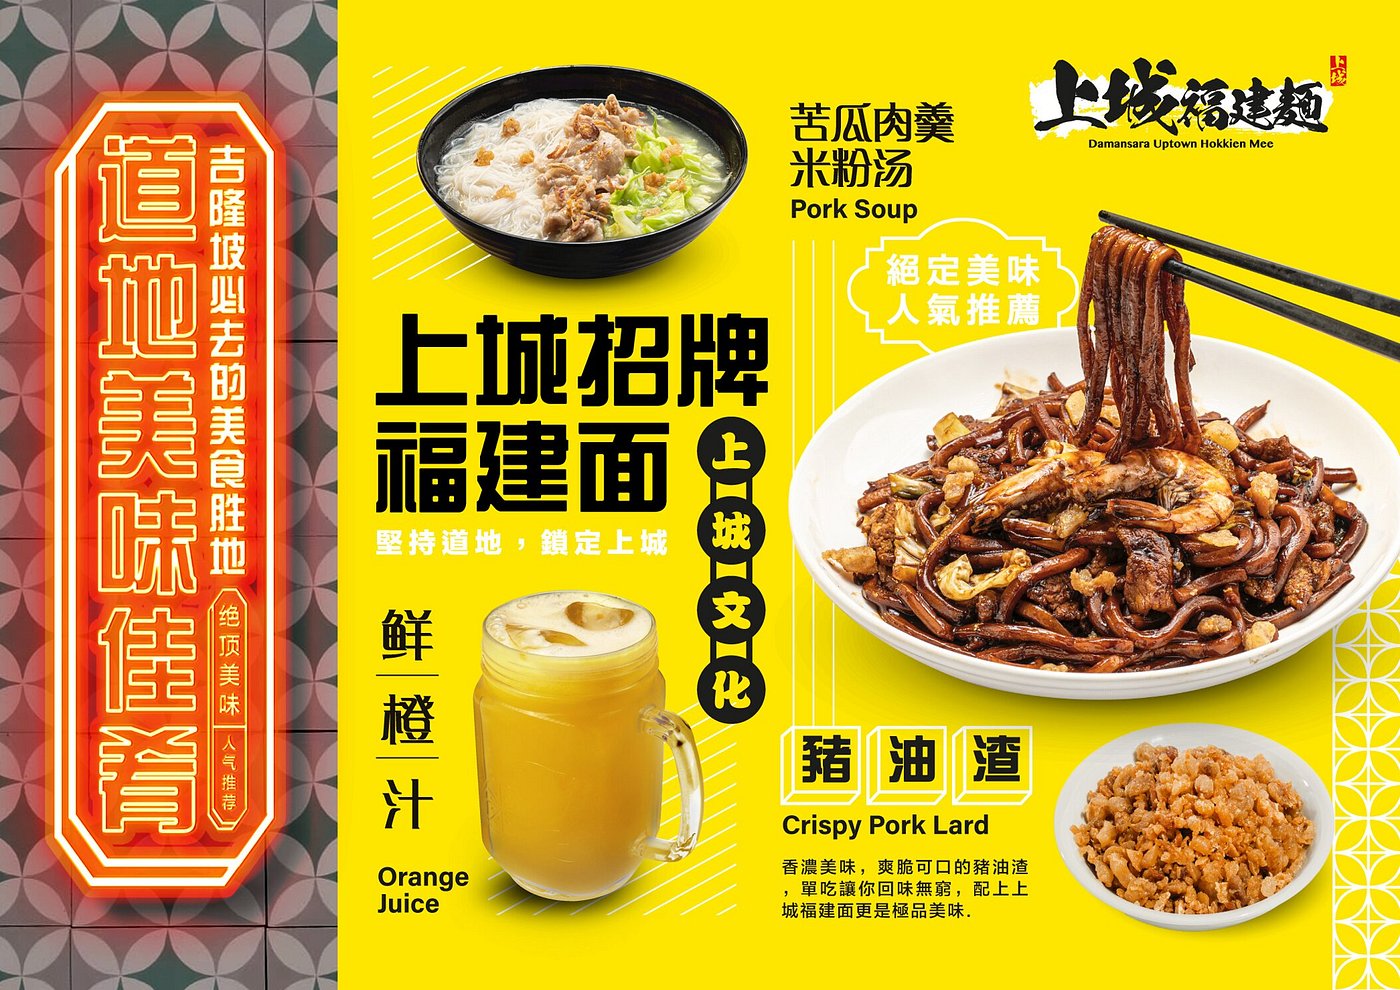 道地美味佳肴
吉隆坡必去的美食胜地
绝顶美味
人气推荐
苦瓜肉羹
米粉汤
Pork Soup
上城福建麵
上城
Damansara Uptown Hokkien Mee
絕定美味
人氣推薦
上城招牌
福建面
堅持道地，鎖定上城
上城文化
鲜橙汁
Orange
Juice
豬油渣
Crispy Pork Lard
香濃美味，爽脆可口的豬油渣
，單吃讓你回味無窮，配上上
城福建面更是極品美味.